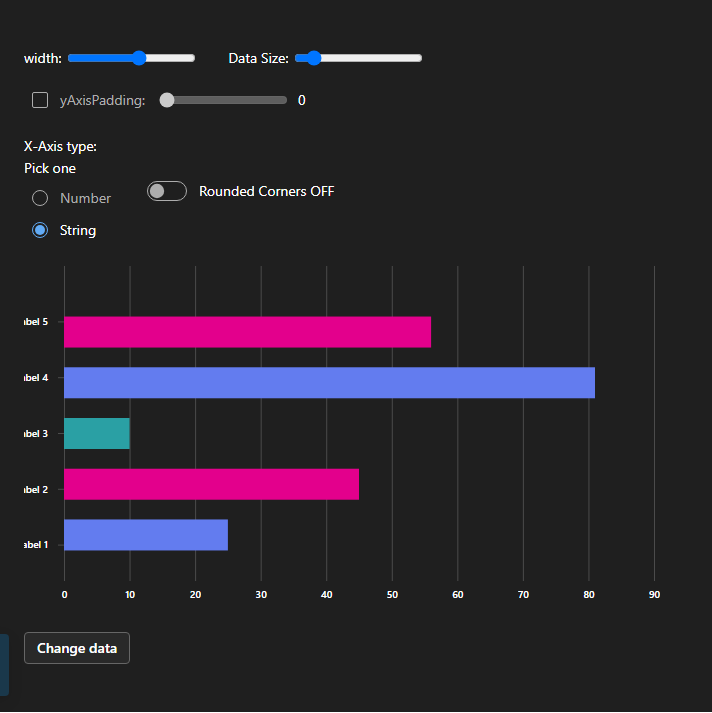 width: Data Size:
yAxisPadding: 0
X-Axis type:
Pick one
Number Rounded Corners OFF
String
abel 5
abel 4
abel 3
abel 2
abel 1
0 10 20 30 40 50 60 70 80 90
Change data